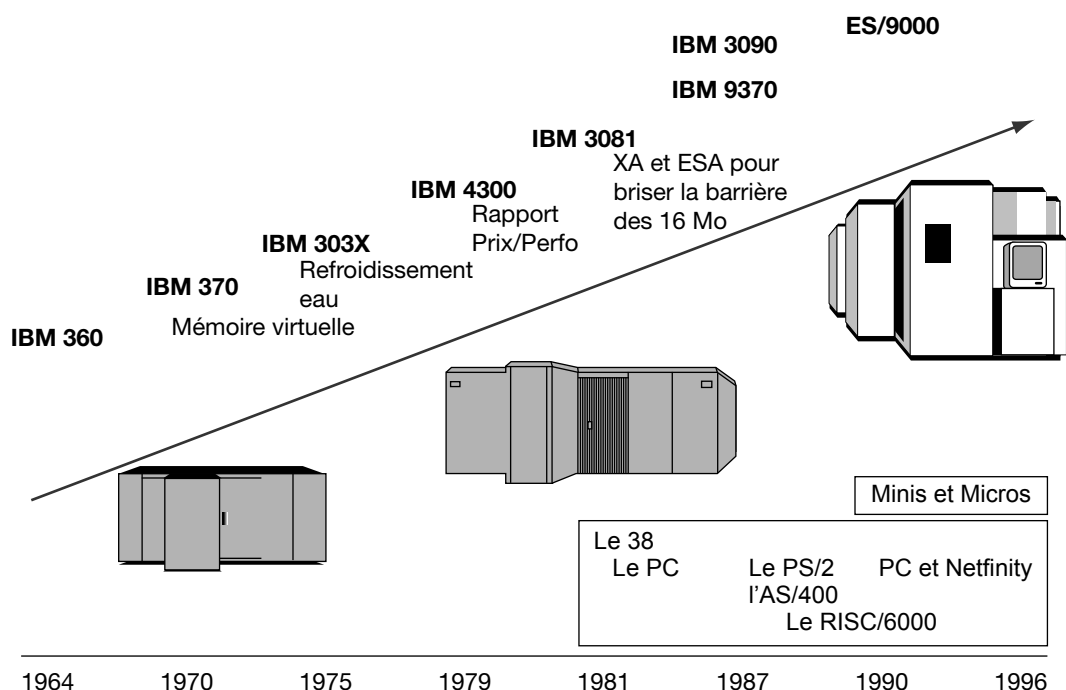 ES/9000
IBM 3090
IBM 9370
IBM 3081
XA et ESA pour
briser la barrière
des 16 Mo
IBM 4300
Rapport
Prix/Perfo
IBM 303X
Refroidissement
eau
IBM 370
Mémoire virtuelle
IBM 360
Minis et Micros
Le 38
Le PC Le PS/2 PC et Netfinity
l’AS/400
Le RISC/6000
1964 1970 1975 1979 1981 1987 1990 1996